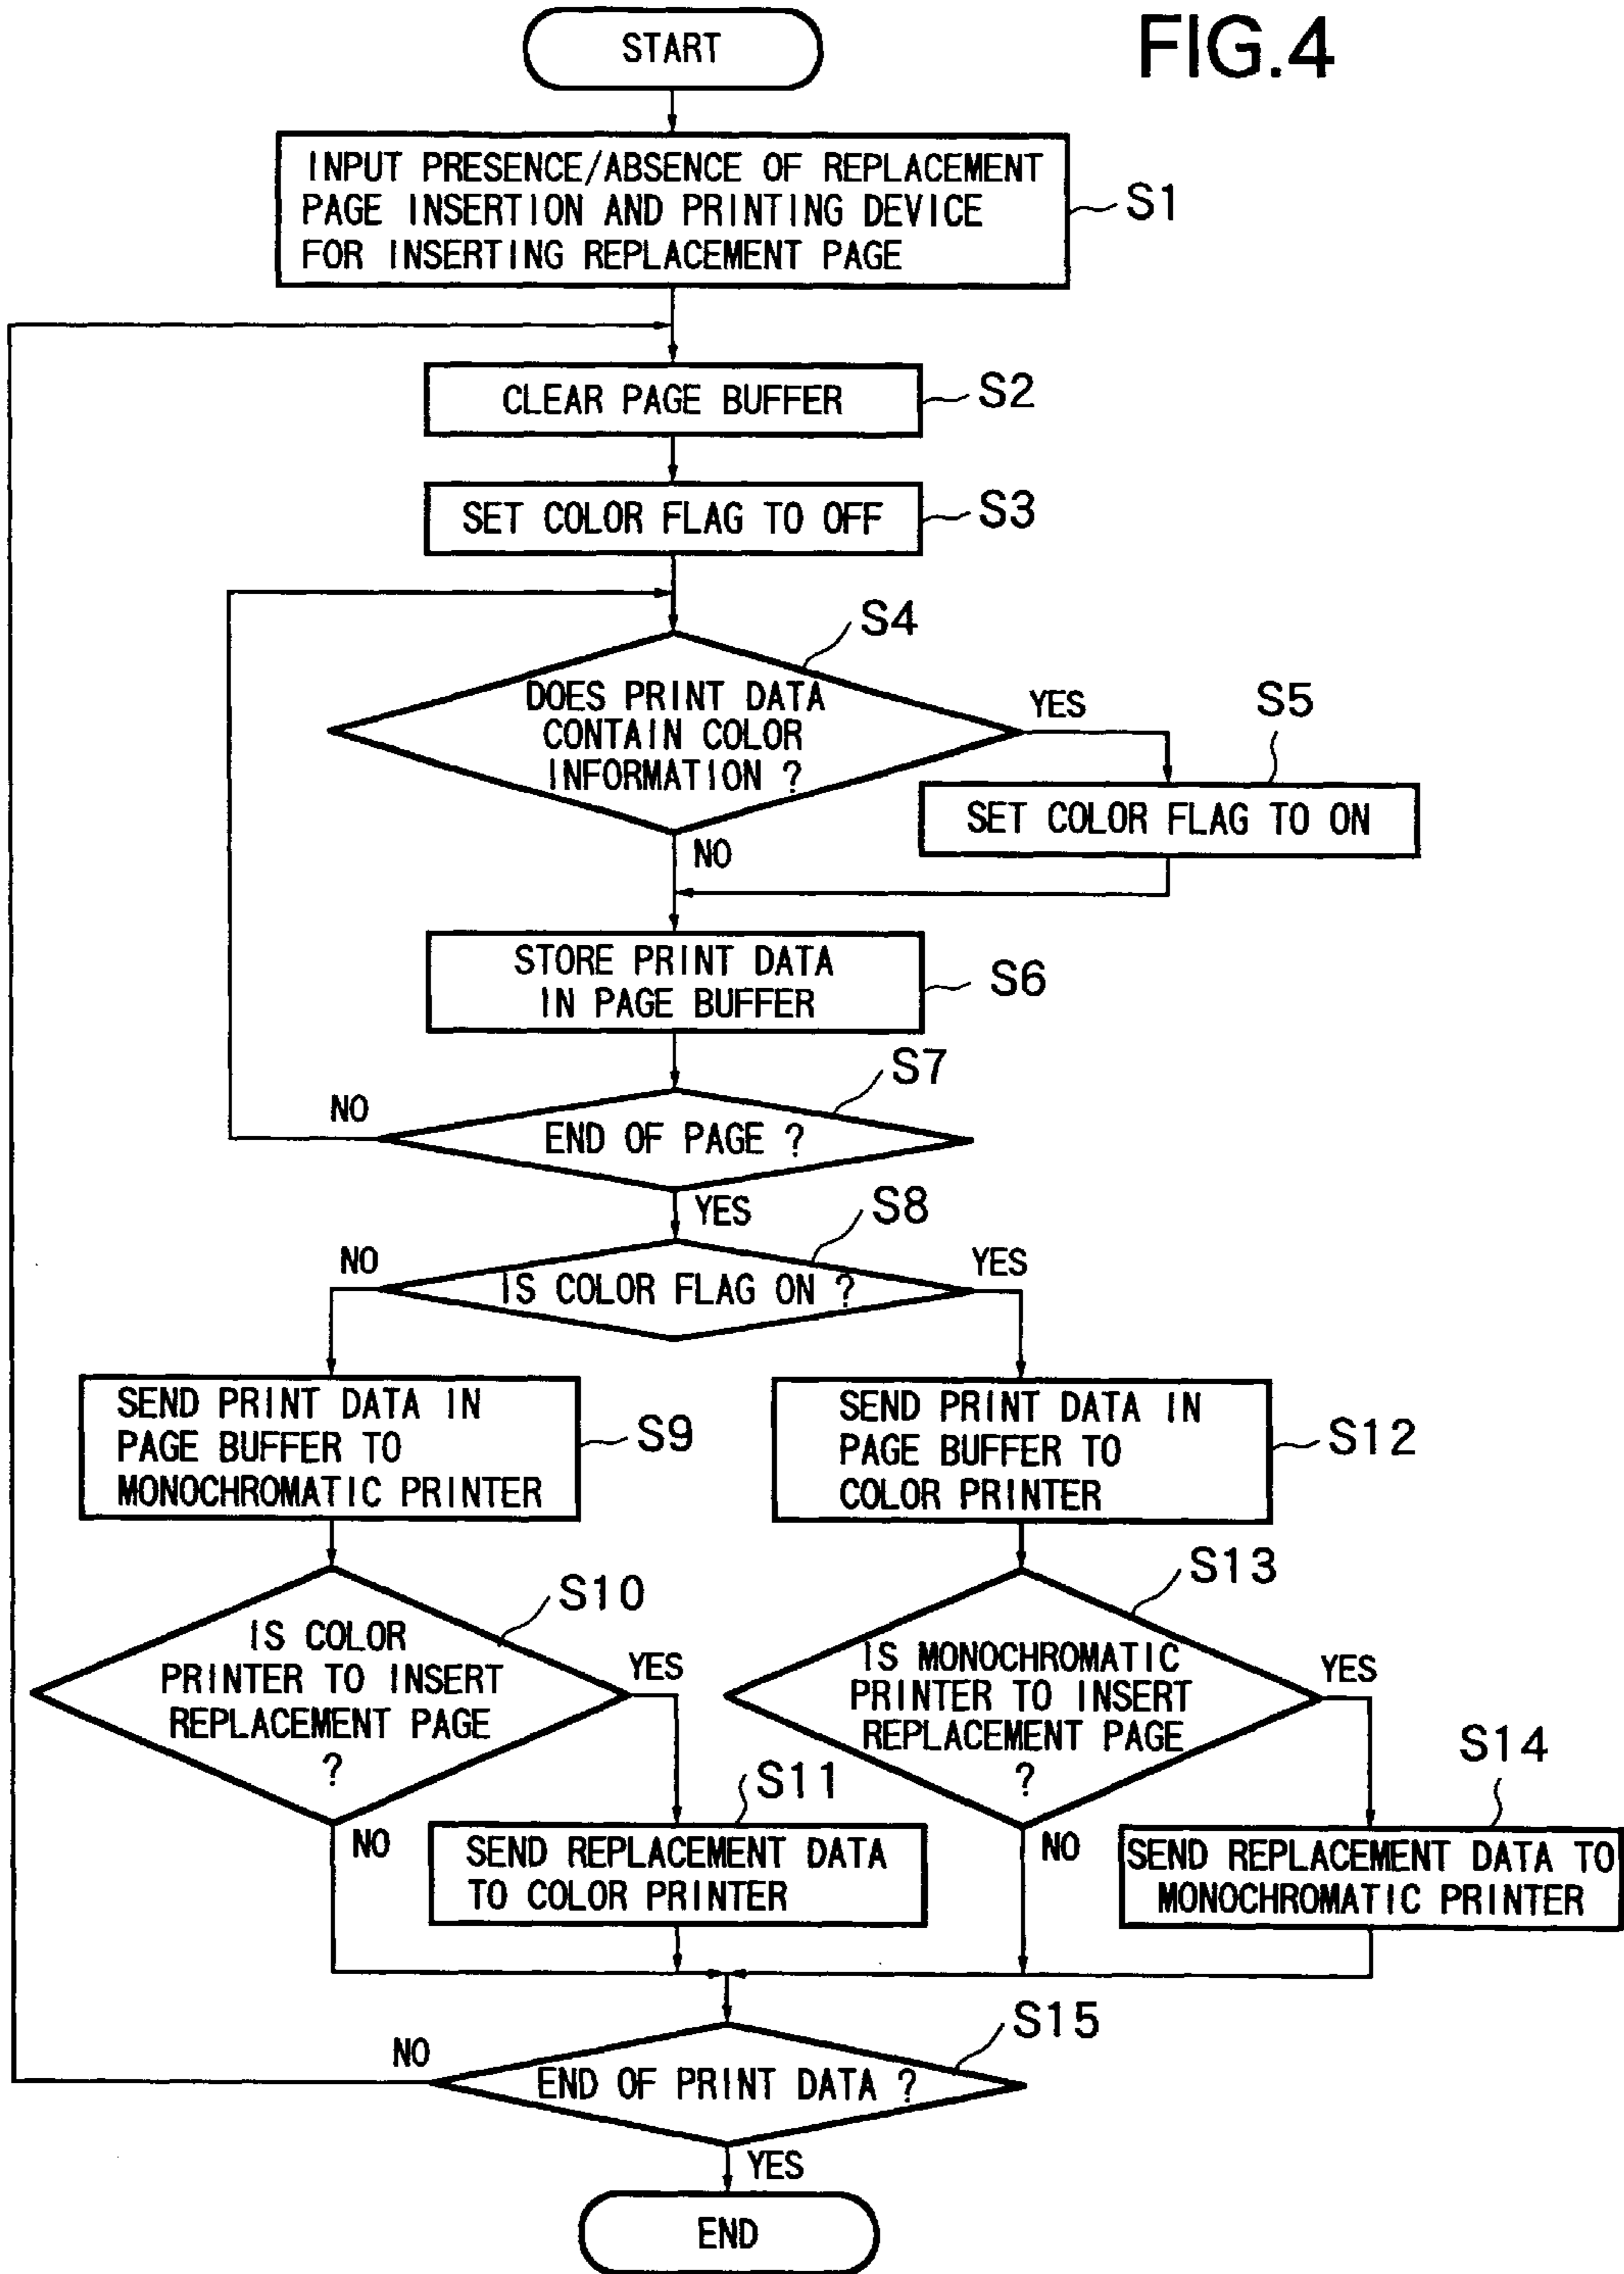 FIG.4
START
INPUT PRESENCE/ABSENCE OF REPLACEMENT
PAGE INSERTION AND PRINTING DEVICE
FOR INSERTING REPLACEMENT PAGE
S1
CLEAR PAGE BUFFER
S2
SET COLOR FLAG TO OFF
S3
S4
DOES PRINT DATA
CONTAIN COLOR
INFORMATION ?
YES
NO
S5
SET COLOR FLAG TO ON
STORE PRINT DATA
IN PAGE BUFFER
S6
S7
NO
END OF PAGE ?
YES
S8
NO
IS COLOR FLAG ON ?
YES
SEND PRINT DATA IN
PAGE BUFFER TO
MONOCHROMATIC PRINTER
S9
SEND PRINT DATA IN
PAGE BUFFER TO
COLOR PRINTER
S12
S10
IS COLOR
PRINTER TO INSERT
REPLACEMENT PAGE
?
YES
NO
S11
SEND REPLACEMENT DATA
TO COLOR PRINTER
S13
IS MONOCHROMATIC
PRINTER TO INSERT
REPLACEMENT PAGE
?
YES
NO
S14
SEND REPLACEMENT DATA TO
MONOCHROMATIC PRINTER
S15
NO
END OF PRINT DATA ?
YES
END